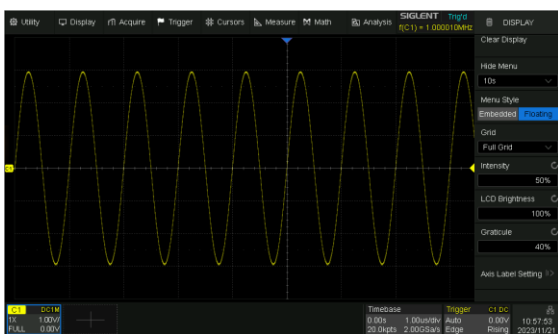 Utility Display Acquire Trigger Cursors Measure Math Analysis SIGLENT Trig'd
f(C1) = 1.000010MHz
DISPLAY
Clear Display
Hide Menu
10s
Menu Style
Embedded Floating
Grid
Full Grid
Intensity
50%
LCD Brightness
100%
Graticule
40%
Axis Label Setting
C1
C1 DC1M
1X 1.00V/
FULL 0.00V
Timebase
0.00s 1.00us/div
20.0kpts 2.00GSa/s
Trigger C1 DC
Auto 0.00V
Edge Rising
10:57:53
2023/11/21